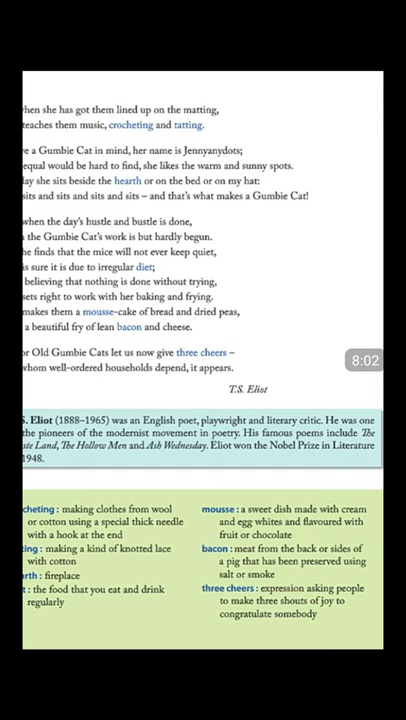 hen she has got them lined up on the matting,
teaches them music, crocheting and tatting.
ve a Gumbie Cat in mind, her name is Jennyanydots;
equal would be hard to find, she likes the warm and sunny spots.
lay she sits beside the hearth or on the bed or on my hat:
sits and sits and sits and sits – and that's what makes a Gumbie Cat!
when the day's hustle and bustle is done,
the Gumbie Cat's work is but hardly begun.
he finds that the mice will not ever keep quiet,
is sure it is due to irregular diet;
believing that nothing is done without trying,
sets right to work with her baking and frying.
makes them a mousse-cake of bread and dried peas,
a beautiful fry of lean bacon and cheese.
or Old Gumbie Cats let us now give three cheers –
whom well-ordered households depend, it appears.
8:02
T.S. Eliot
S. Eliot (1888–1965) was an English poet, playwright and literary critic. He was one
the pioneers of the modernist movement in poetry. His famous poems include The
ste Land, The Hollow Men and Ash Wednesday. Eliot won the Nobel Prize in Literature
1948.
cheting : making clothes from wool
or cotton using a special thick needle
with a hook at the end
ting : making a kind of knotted lace
with cotton
arth : fireplace
t : the food that you eat and drink
regularly
mousse : a sweet dish made with cream
and egg whites and flavoured with
fruit or chocolate
bacon : meat from the back or sides of
a pig that has been preserved using
salt or smoke
three cheers : expression asking people
to make three shouts of joy to
congratulate somebody